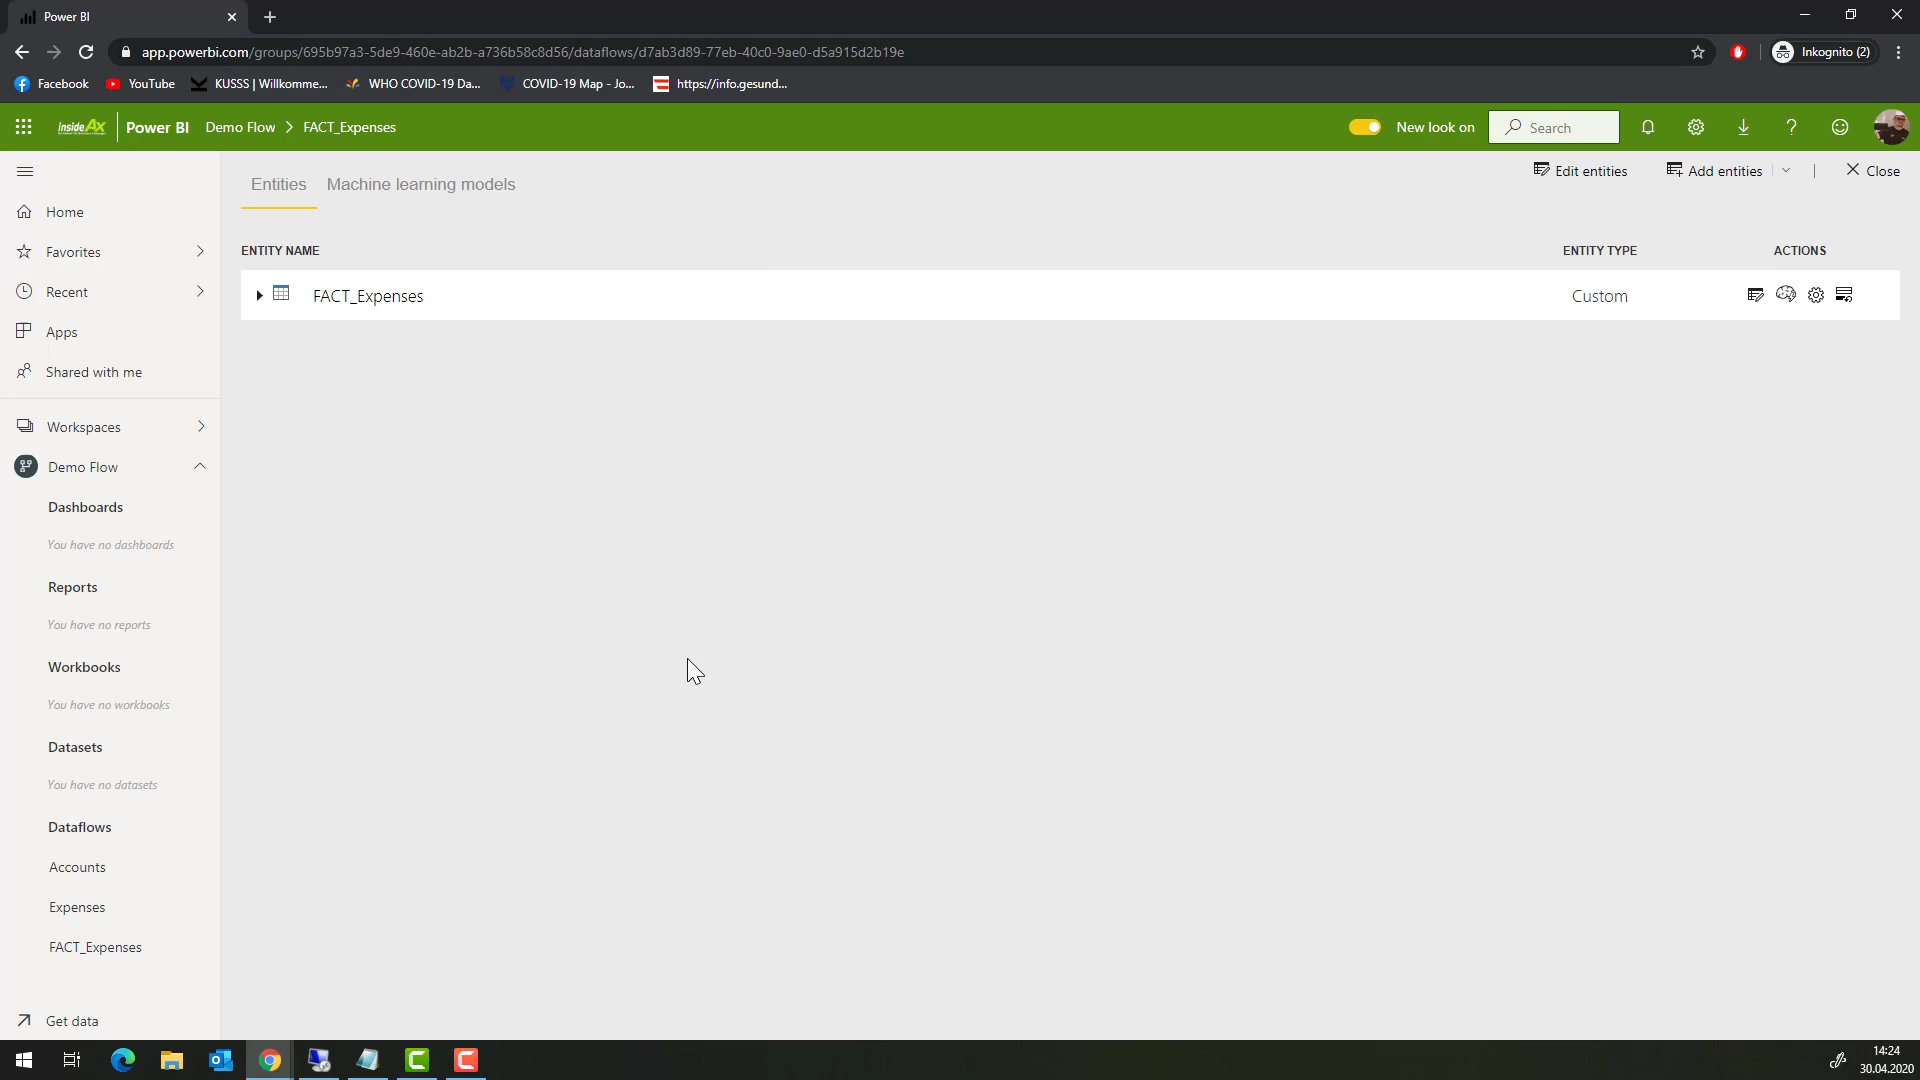 Power BI
app.powerbi.com/groups/695b97a3-5de9-460e-ab2b-a736b58c8d56/dataflows/d7ab3d89-77eb-40c0-9ae0-d5a915d2b19e
Inkognito (2)
Facebook
YouTube
KUSSS | Willkomme...
WHO COVID-19 Da...
COVID-19 Map - Jo...
https://info.gesund...
insideAx
Power BI
Demo Flow
FACT_Expenses
New look on
Search
Entities
Machine learning models
Edit entities
Add entities
Close
Home
Favorites
Recent
Apps
Shared with me
Workspaces
Demo Flow
Dashboards
You have no dashboards
Reports
You have no reports
Workbooks
You have no workbooks
Datasets
You have no datasets
Dataflows
Accounts
Expenses
FACT_Expenses
Get data
ENTITY NAME
ENTITY TYPE
ACTIONS
FACT_Expenses
Custom
14:24
30.04.2020